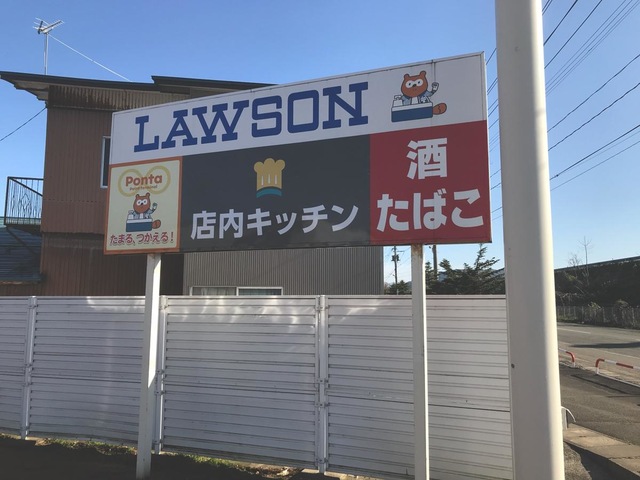 LAWSON
Ponta
たまる、つかえる！
店内キッチン
酒
たばこ